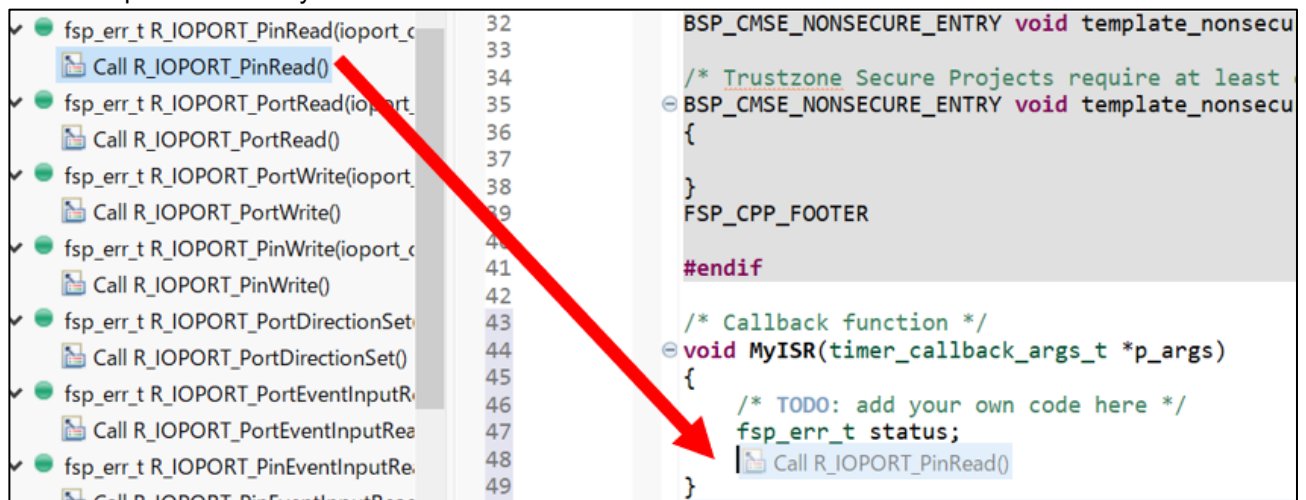 fsp_err_t R_IOPORT_PinRead(ioport_c
Call R_IOPORT_PinRead()
fsp_err_t R_IOPORT_PortRead(ioport_
Call R_IOPORT_PortRead()
fsp_err_t R_IOPORT_PortWrite(ioport_
Call R_IOPORT_PortWrite()
fsp_err_t R_IOPORT_PinWrite(ioport_c
Call R_IOPORT_PinWrite()
fsp_err_t R_IOPORT_PortDirectionSet(
Call R_IOPORT_PortDirectionSet()
fsp_err_t R_IOPORT_PortEventInputR
Call R_IOPORT_PortEventInputRea
fsp_err_t R_IOPORT_PinEventInputRe
32 BSP_CMSE_NONSECURE_ENTRY void template_nonsecu
33
34 /* Trustzone Secure Projects require at least
35 BSP_CMSE_NONSECURE_ENTRY void template_nonsecu
36 {
37
38 }
39 FSP_CPP_FOOTER
40
41 #endif
42
43 /* Callback function */
44 void MyISR(timer_callback_args_t *p_args)
45 {
46 /* TODO: add your own code here */
47 fsp_err_t status;
48 Call R_IOPORT_PinRead()
49 }